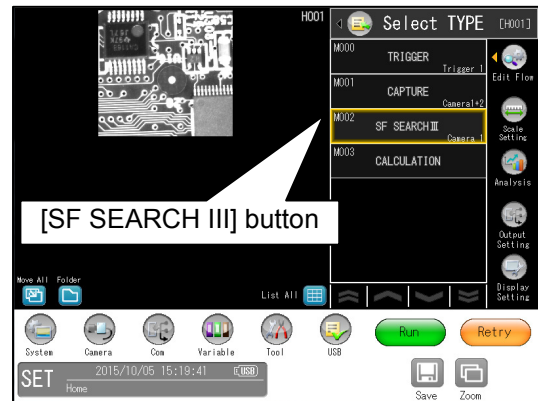 H001
Select TYPE [H001]
M000
TRIGGER
Trigger 1
M001
CAPTURE
Camera1+2
M002
SF SEARCHⅢ
Camera 1
M003
CALCULATION
Edit Flow
Scale
Setting
Analysis
Output
Setting
Display
Setting
[SF SEARCH III] button
Move All Folder
List All
System Camera Com Variable Tool USB
Run Retry
SET 2015/10/05 15:19:41 USB
Home
Save Zoom